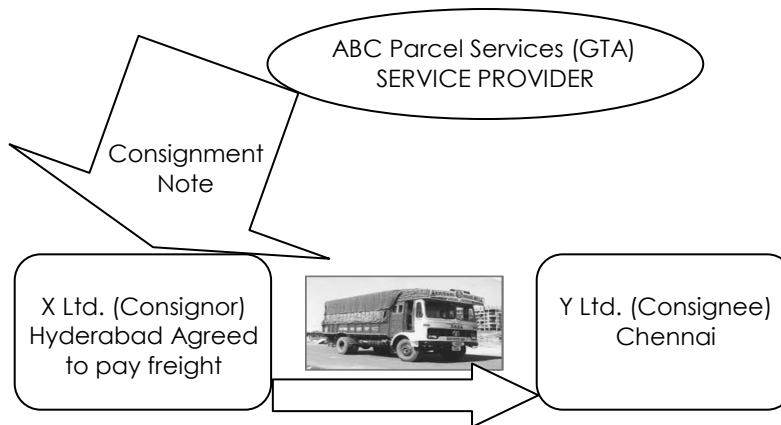 ABC Parcel Services (GTA)
SERVICE PROVIDER
Consignment
Note
X Ltd. (Consignor)
Hyderabad Agreed
to pay freight
Y Ltd. (Consignee)
Chennai